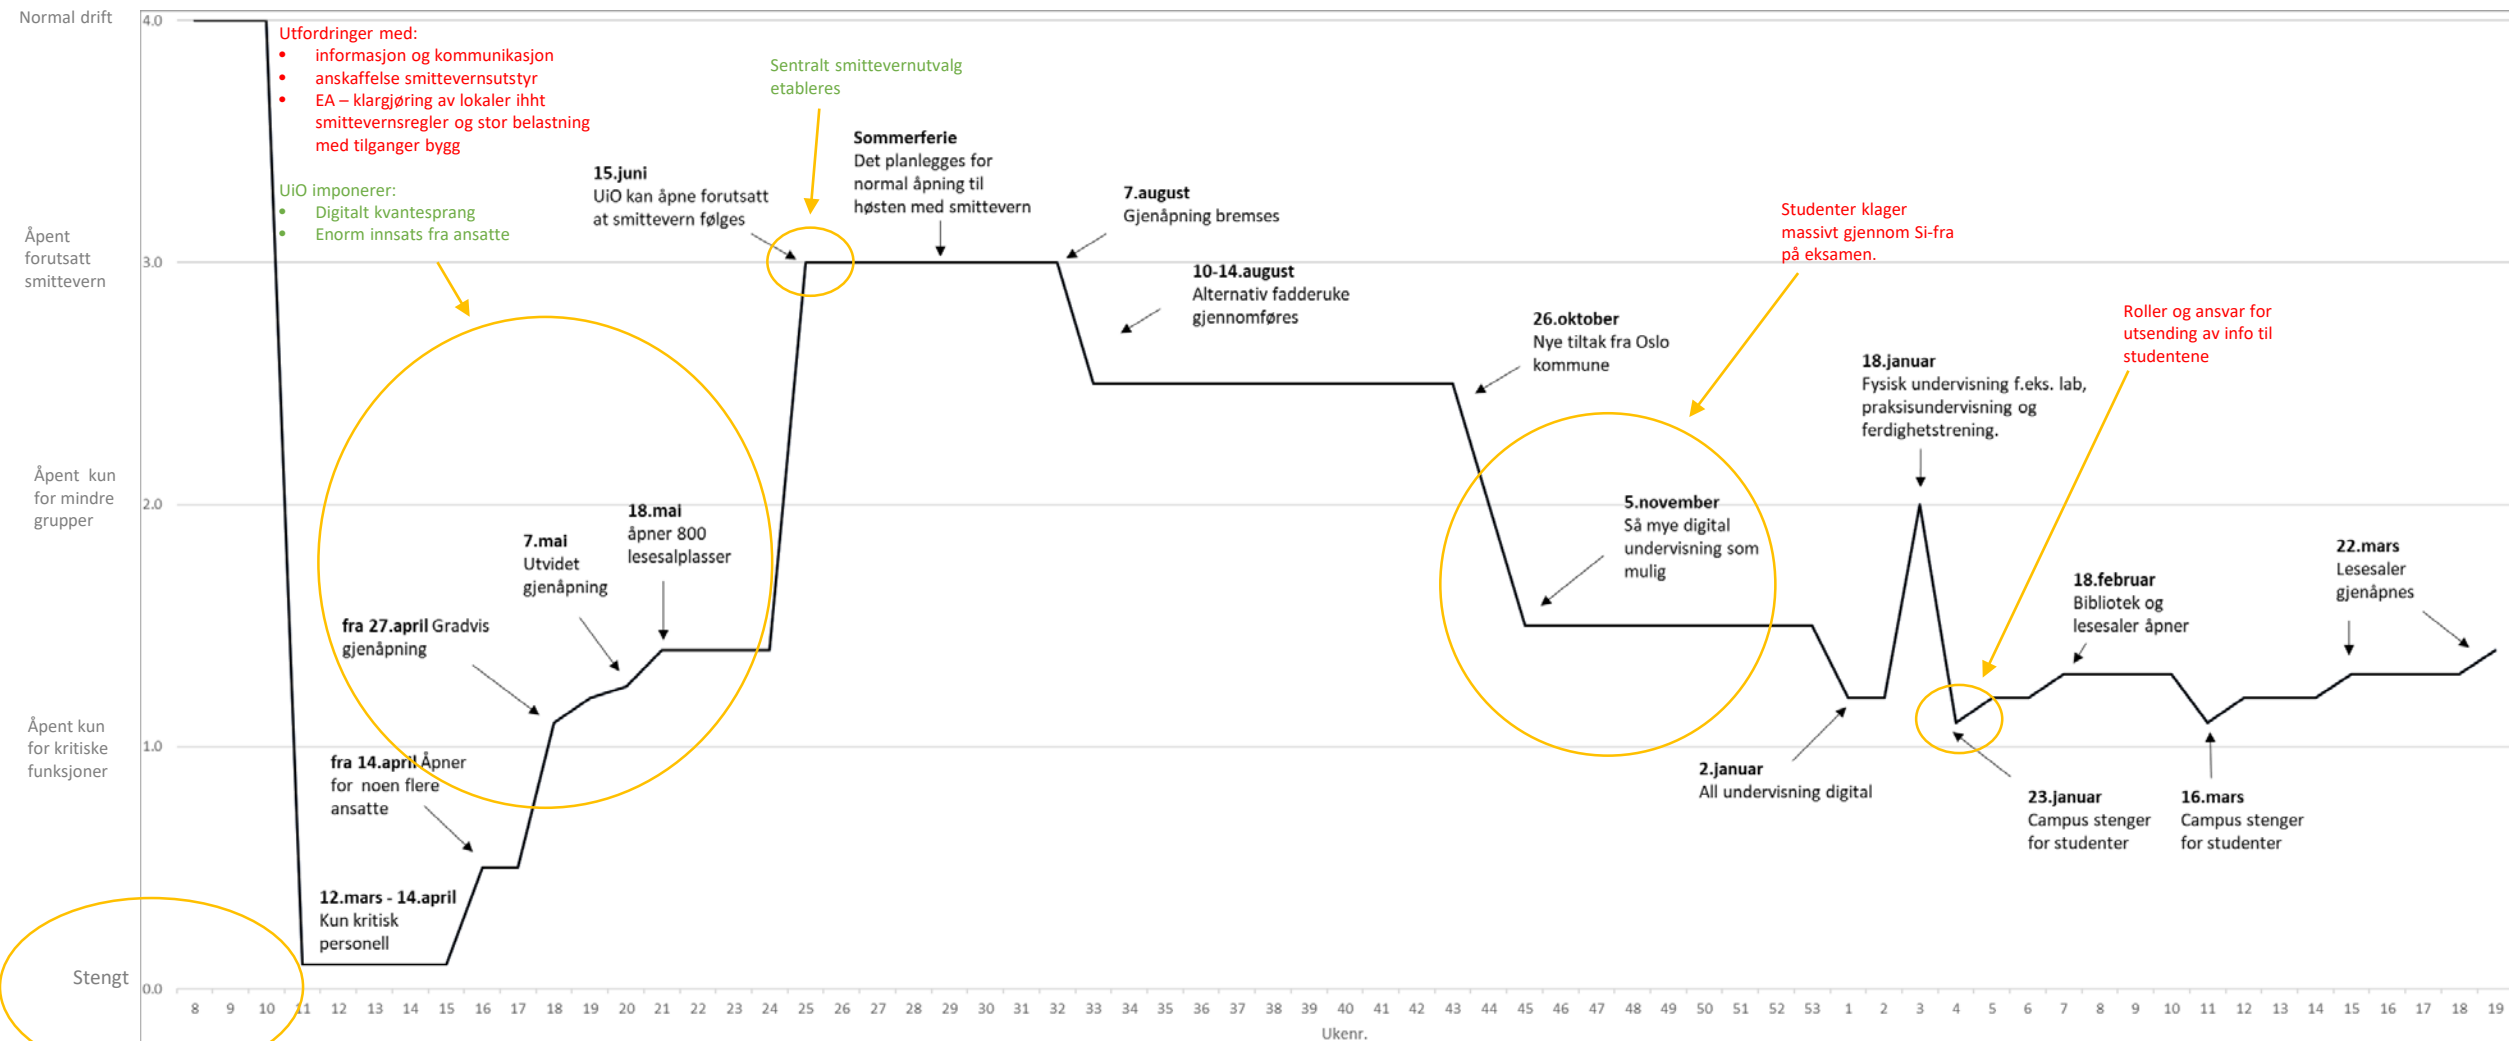 Normal drift
Åpent
forutsatt
smittevern
Åpent  kun
for mindre
grupper
Åpent kun
for kritiske
funksjoner
Stengt
4.0
3.0
2.0
1.0
0.0
Utfordringer med:
• informasjon og kommunikasjon
• anskaffelse smittevernsutstyr
• EA – klargjøring av lokaler ihht
smittevernsregler og stor belastning
med tilganger bygg
UiO imponerer:
• Digitalt kvantesprang
• Enorm innsats fra ansatte
12.mars - 14.april
Kun kritisk
personell
fra 14.april Åpner
for  noen flere
ansatte
fra 27.april Gradvis
gjenåpning
7.mai
Utvidet
gjenåpning
18.mai
åpner 800
lesesalplasser
15.juni
UiO kan åpne forutsatt
at smittevern følges
Sentralt smittevernutvalg
etableres
Sommerferie
Det planlegges for
normal åpning til
høsten med smittevern
7.august
Gjenåpning bremses
10-14.august
Alternativ fadderuke
gjennomføres
26.oktober
Nye tiltak fra Oslo
kommune
Studenter klager
massivt gjennom Si-fra
på eksamen.
5.november
Så mye digital
undervisning som
mulig
2.januar
All undervisning digital
18.januar
Fysisk undervisning f.eks. lab,
praksisundervisning og
ferdighetstrening.
Roller og ansvar for
utsending av info til
studentene
23.januar
Campus stenger
for studenter
18.februar
Bibliotek og
lesesaler åpner
16.mars
Campus stenger
for studenter
22.mars
Lesesaler
gjenåpnes
8 9 10 11 12 13 14 15 16 17 18 19 20 21 22 23 24 25 26 27 28 29 30 31 32 33 34 35 36 37 38 39 40 41 42 43 44 45 46 47 48 49 50 51 52 53 1 2 3 4 5 6 7 8 9 10 11 12 13 14 15 16 17 18 19
Ukenr.